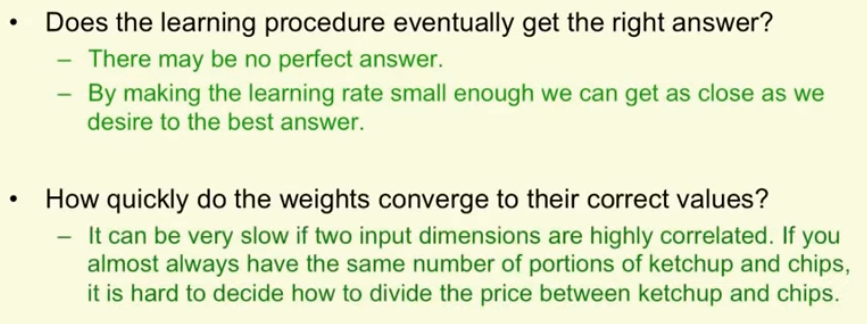 • Does the learning procedure eventually get the right answer?
– There may be no perfect answer.
– By making the learning rate small enough we can get as close as we
desire to the best answer.
• How quickly do the weights converge to their correct values?
– It can be very slow if two input dimensions are highly correlated. If you
almost always have the same number of portions of ketchup and chips,
it is hard to decide how to divide the price between ketchup and chips.